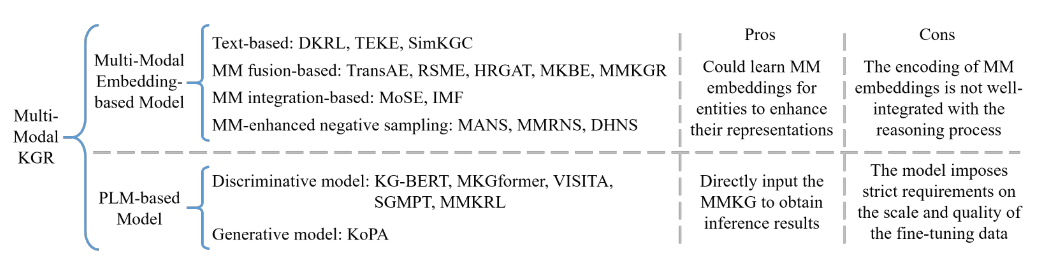 Multi-
Modal
KGR
Multi-Modal
Embedding-
based Model
Text-based: DKRL, TEKE, SimKGC
MM fusion-based: TransAE, RSME, HRGAT, MKBE, MMKGR
MM integration-based: MoSE, IMF
MM-enhanced negative sampling: MANS, MMRNS, DHNS
Pros
Could learn MM
embeddings for
entities to enhance
their representations
Cons
The encoding of MM
embeddings is not well-
integrated with the
reasoning process
PLM-based
Model
Discriminative model: KG-BERT, MKGformer, VISITA,
SGMPT, MMKRL
Generative model: KoPA
Directly input the
MMKG to obtain
inference results
The model imposes
strict requirements on
the scale and quality of
the fine-tuning data